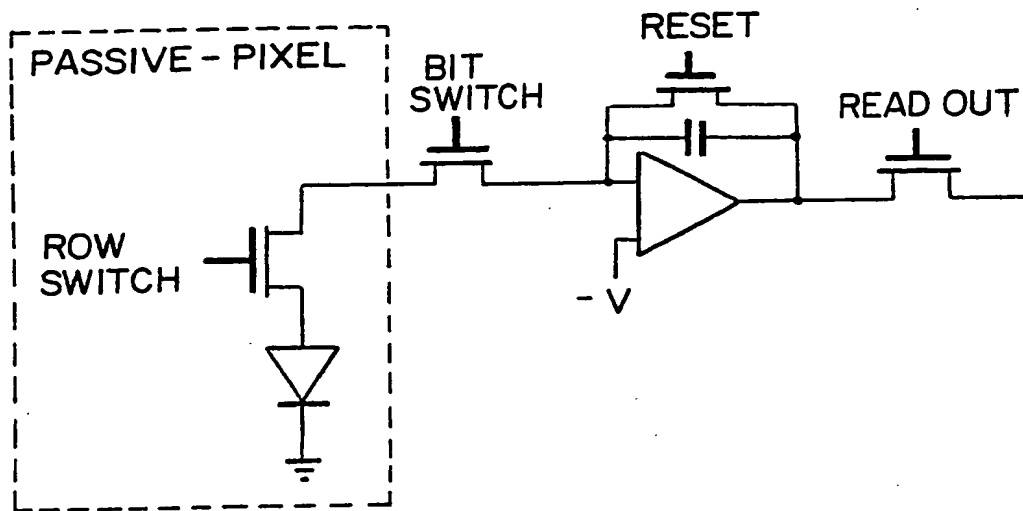 PASSIVE - PIXEL
BIT
SWITCH
RESET
READ OUT
ROW
SWITCH
- V